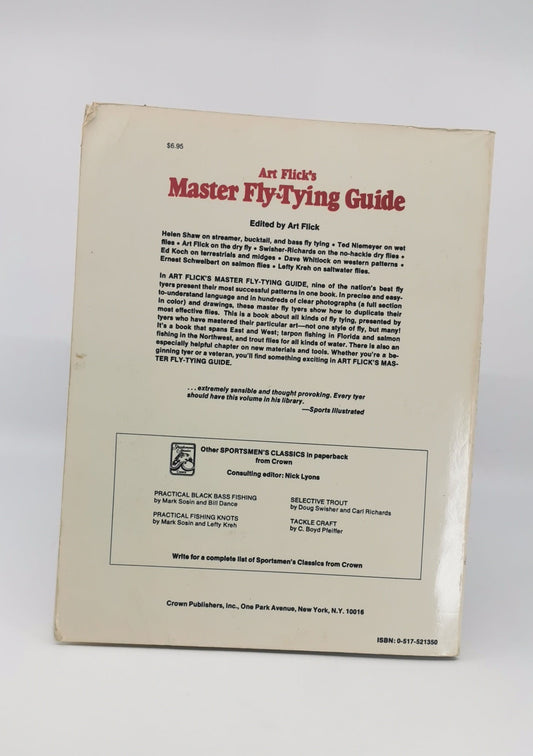 $6.95
Art Flick's
Master Fly-Tying Guide
Edited by Art Flick
Helen Shaw on streamer, bucktail, and bass fly tying • Ted Niemeyer on wet
flies • Art Flick on the dry fly • Swisher-Richards on the no-hackle dry flies •
Ed Koch on terrestrials and midges • Dave Whitlock on western patterns •
Ernest Schwiebert on salmon flies • Lefty Kreh on saltwater flies.
In ART FLICK'S MASTER FLY-TYING GUIDE, nine of the nation's best fly
tyers present their most successful patterns in one book. In precise and easy-
to-understand language and in hundreds of clear photographs (a full section
in color) and drawings, these master fly tyers show how to duplicate their
most effective flies. This is a book about all kinds of fly tying, presented by
tyers who have mastered their particular art—not one style of fly, but many!
It's a book that spans East and West; tarpon fishing in Florida and salmon
fishing in the Northwest, and trout flies for all kinds of water. There is also an
especially helpful chapter on new materials and tools. Whether you're a be-
ginning tyer or a veteran, you'll find something exciting in ART FLICK'S MAS-
TER FLY-TYING GUIDE.
. . . extremely sensible and thought provoking. Every tyer
should have this volume in his library.
—Sports Illustrated
Other SPORTSMEN'S CLASSICS in paperback
from Crown
Consulting editor: Nick Lyons
PRACTICAL BLACK BASS FISHING
by Mark Sosin and Bill Dance
PRACTICAL FISHING KNOTS
by Mark Sosin and Lefty Kreh
SELECTIVE TROUT
by Doug Swisher and Carl Richards
TACKLE CRAFT
by C. Boyd Pfeiffer
Write for a complete list of Sportsmen's Classics from Crown
Crown Publishers, Inc., One Park Avenue, New York, N.Y. 10016
ISBN: 0-517-521350